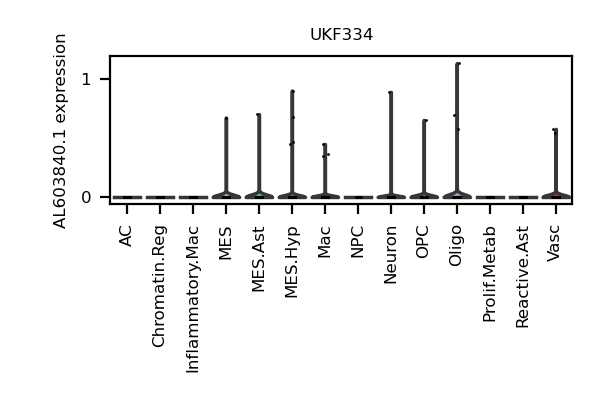 UKF334
AL603840.1 expression
1
0
AC
Chromatin.Reg
Inflammatory.Mac
MES
MES.Ast
MES.Hyp
Mac
NPC
Neuron
OPC
Oligo
Prolif.Metab
Reactive.Ast
Vasc